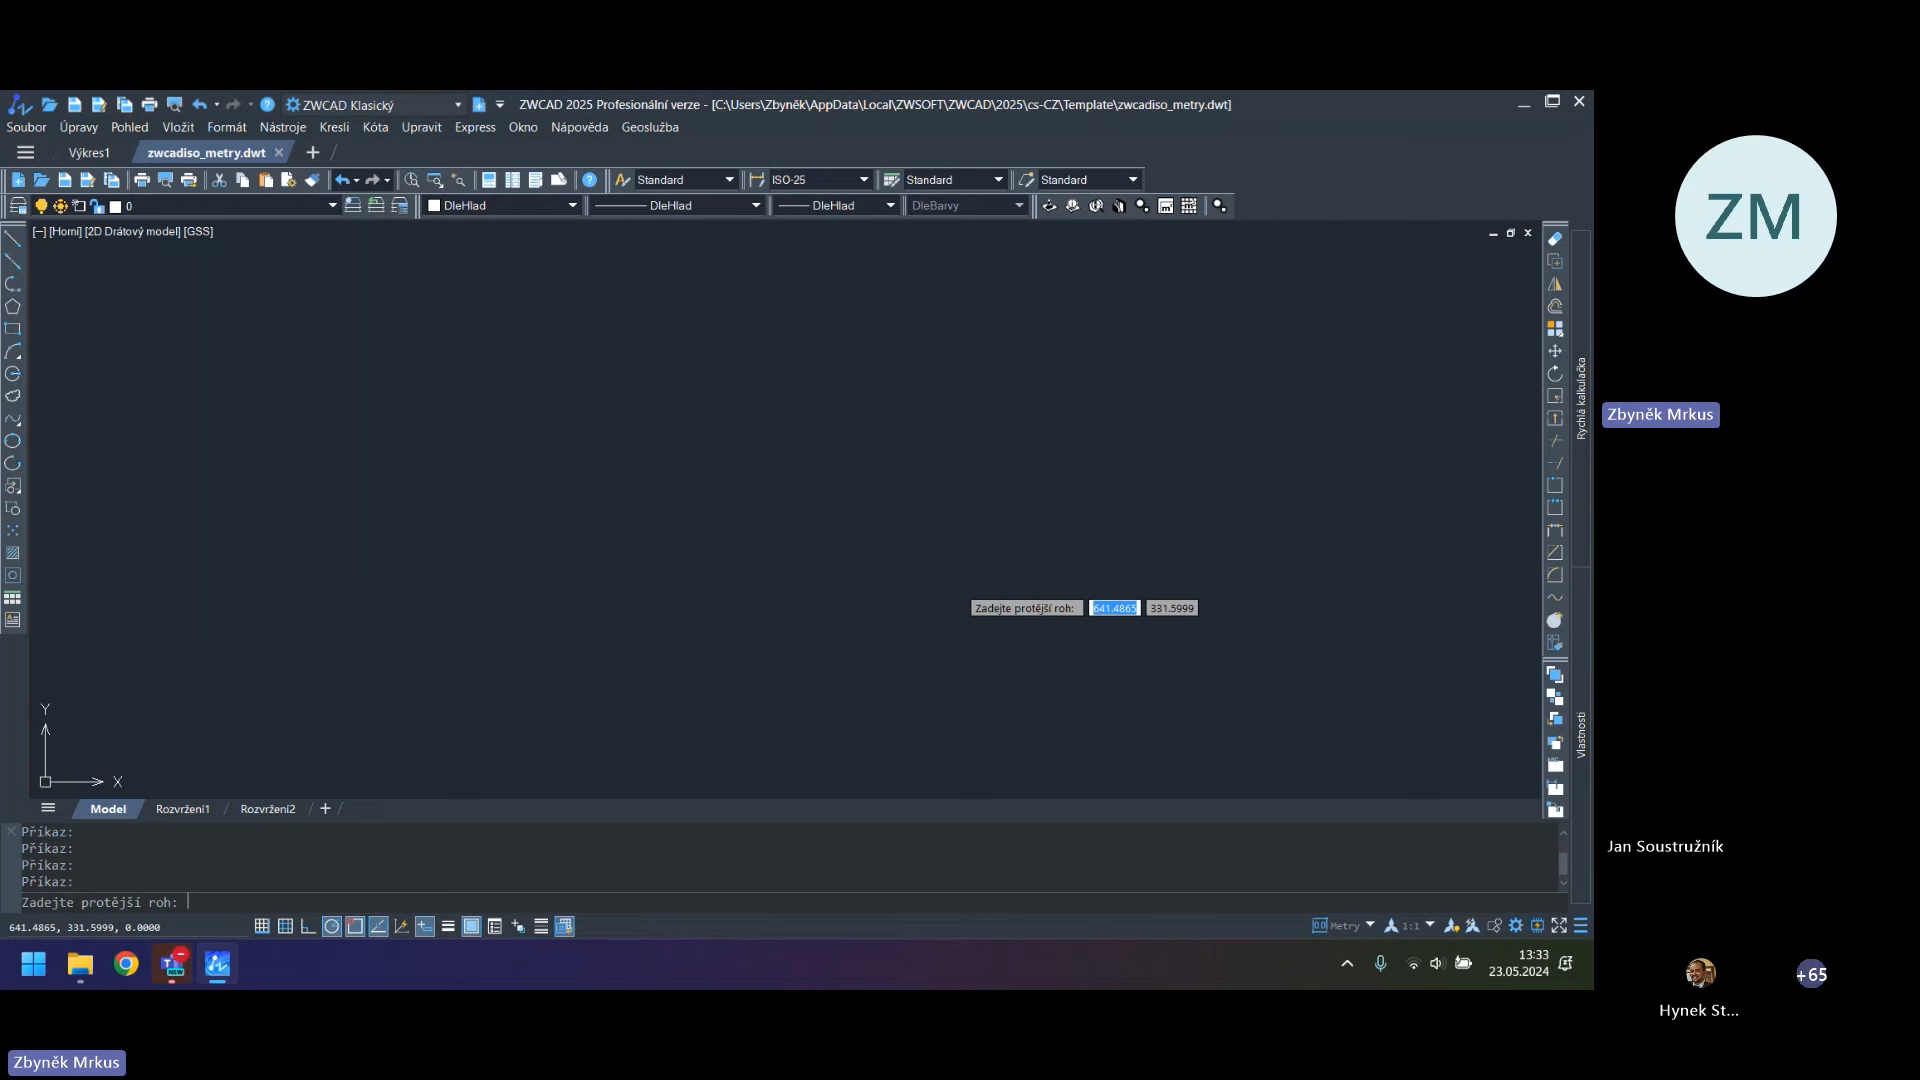 ZWCAD Klasický
ZWCAD 2025 Profesionální verze - [C:\Users\Zbyněk\AppData\Local\ZWSOFT\ZWCAD\2025\cs-CZ\Template\zwcadiso_metry.dwt]
Soubor Úpravy Pohled Vložit Formát Nástroje Kresli Kóta Upravit Express Okno Nápověda Geoslužba
Výkres1 zwcadiso_metry.dwt
Standard ISO-25 Standard Standard
0 DleHlad DleHlad DleHlad DleBarvy
[−] [Horní] [2D Drátový model] [GSS]
ZM
Rychlá kalkulačka
Zbyněk Mrkus
Zadejte protější roh: 641.4865 331.5999
Vlastnosti
Y
X
Model Rozvržení1 Rozvržení2
Příkaz:
Příkaz:
Příkaz:
Příkaz:
Zadejte protější roh:
Jan Soustružník
641.4865, 331.5999, 0.0000
Metry 1:1
NEW
13:33
23.05.2024
+65
Hynek St...
Zbyněk Mrkus